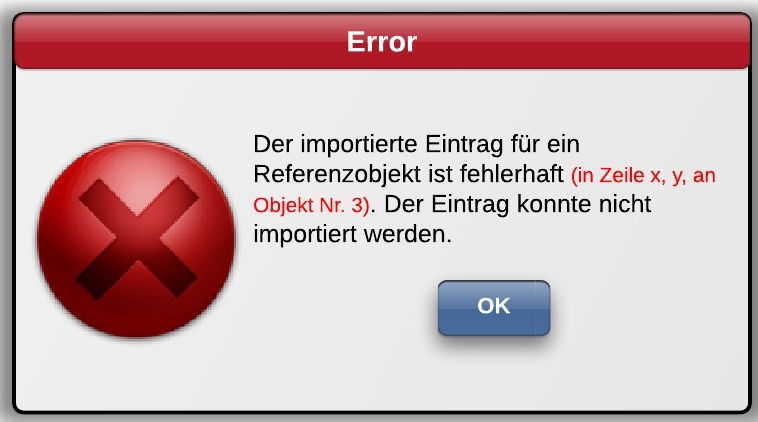 Error
Der importierte Eintrag für ein
Referenzobjekt ist fehlerhaft (in Zeile x, y, an
Objekt Nr. 3). Der Eintrag konnte nicht
importiert werden.
OK